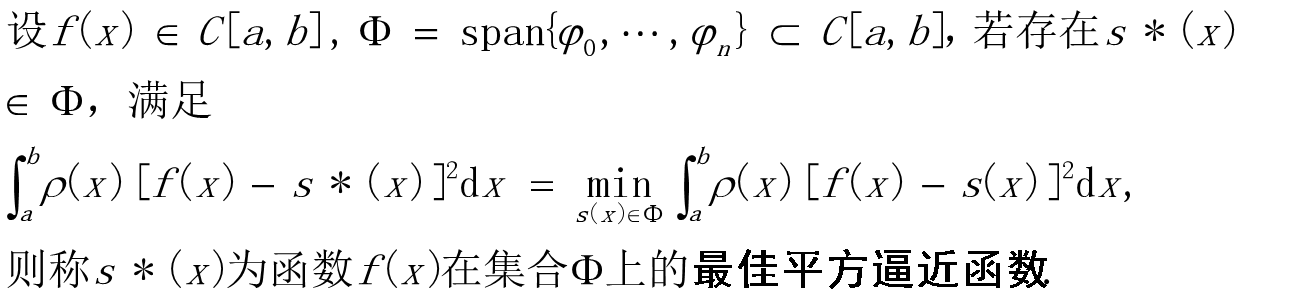 设f(x) ∈ C[a, b], Φ = span{φ₀, ⋯, φₙ} ⊂ C[a, b], 若存在s * (x)
∈ Φ，满足
∫ₐᵇρ(x)[f(x) − s * (x)]²dx = min_{s(x)∈Φ} ∫ₐᵇρ(x)[f(x) − s(x)]²dx,
则称s * (x)为函数f(x)在集合Φ上的最佳平方逼近函数.